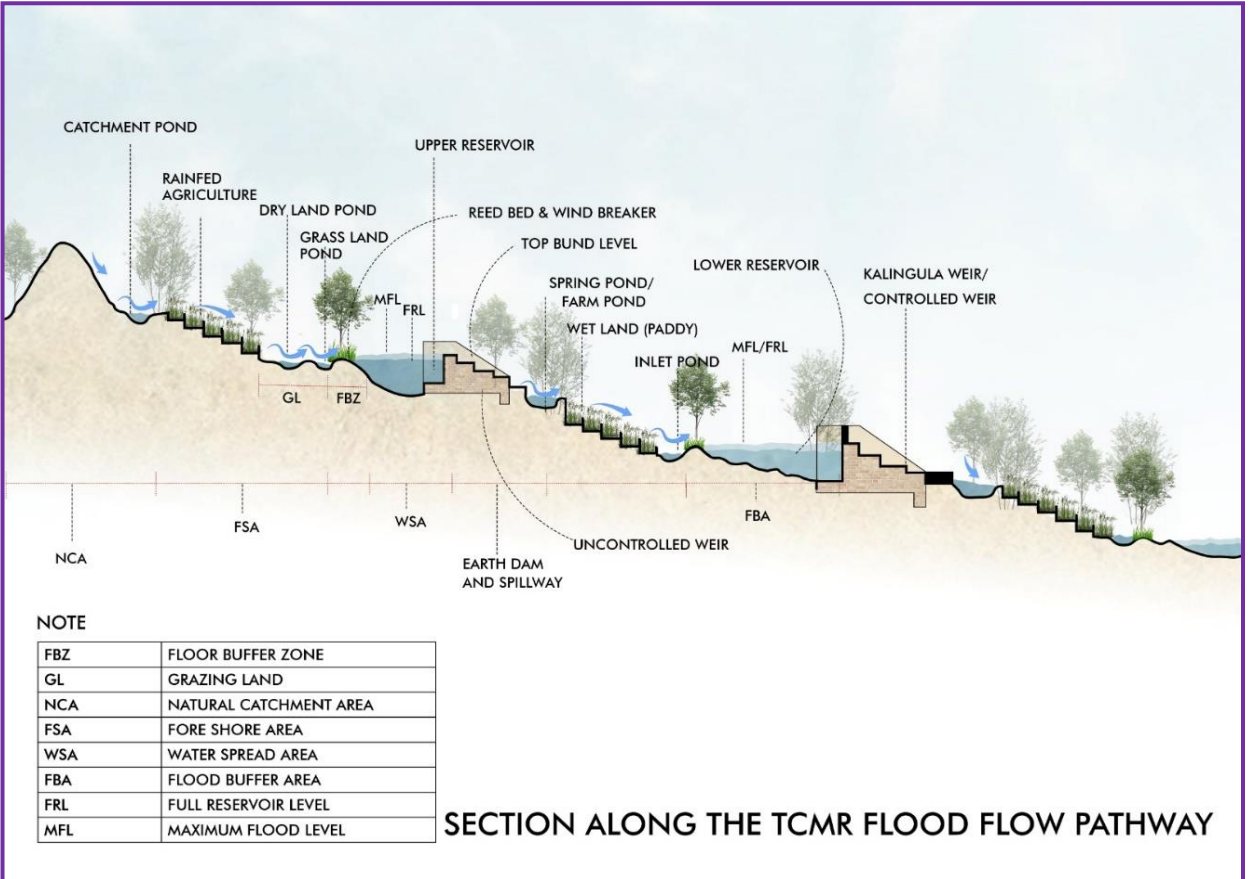 CATCHMENT POND
RAINFED
AGRICULTURE
DRY LAND POND
GRASS LAND
POND
UPPER RESERVOIR
REED BED & WIND BREAKER
TOP BUND LEVEL
MFL
FRL
SPRING POND/
FARM POND
WET LAND (PADDY)
INLET POND
LOWER RESERVOIR
MFL/FRL
KALINGULA WEIR/
CONTROLLED WEIR
GL
FBZ
NCA
FSA
WSA
EARTH DAM
AND SPILLWAY
UNCONTROLLED WEIR
FBA
NOTE
FBZ FLOOR BUFFER ZONE
GL GRAZING LAND
NCA NATURAL CATCHMENT AREA
FSA FORE SHORE AREA
WSA WATER SPREAD AREA
FBA FLOOD BUFFER AREA
FRL FULL RESERVOIR LEVEL
MFL MAXIMUM FLOOD LEVEL
SECTION ALONG THE TCMR FLOOD FLOW PATHWAY